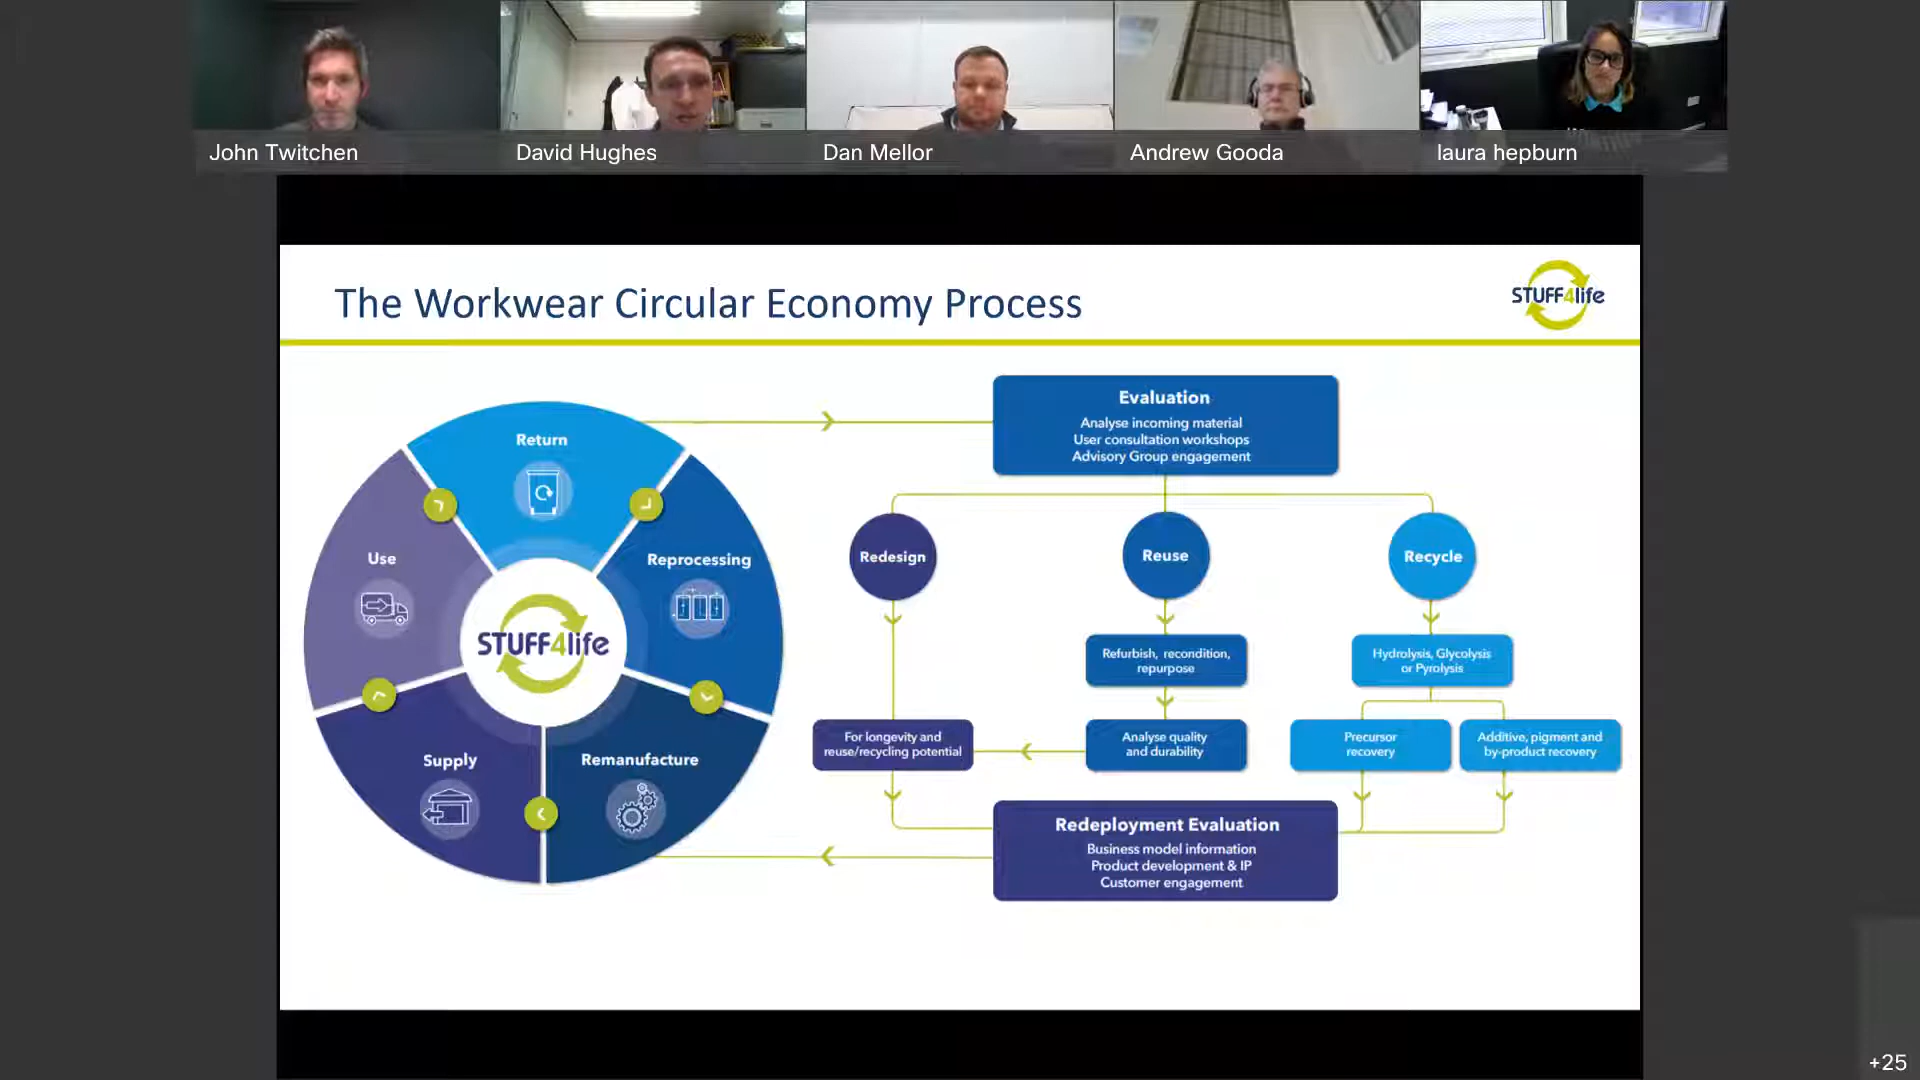 John Twitchen
David Hughes
Dan Mellor
Andrew Gooda
laura hepburn
The Workwear Circular Economy Process
STUFF4life
Return
Use
Reprocessing
STUFF4life
Supply
Remanufacture
Evaluation
Analyse incoming material
User consultation workshops
Advisory Group engagement
Redesign
Reuse
Recycle
Refurbish, recondition,
repurpose
Hydrolysis, Glycolysis
or Pyrolysis
For longevity and
reuse/recycling potential
Analyse quality
and durability
Precursor
recovery
Additive, pigment and
by-product recovery
Redeployment Evaluation
Business model information
Product development & IP
Customer engagement
+25